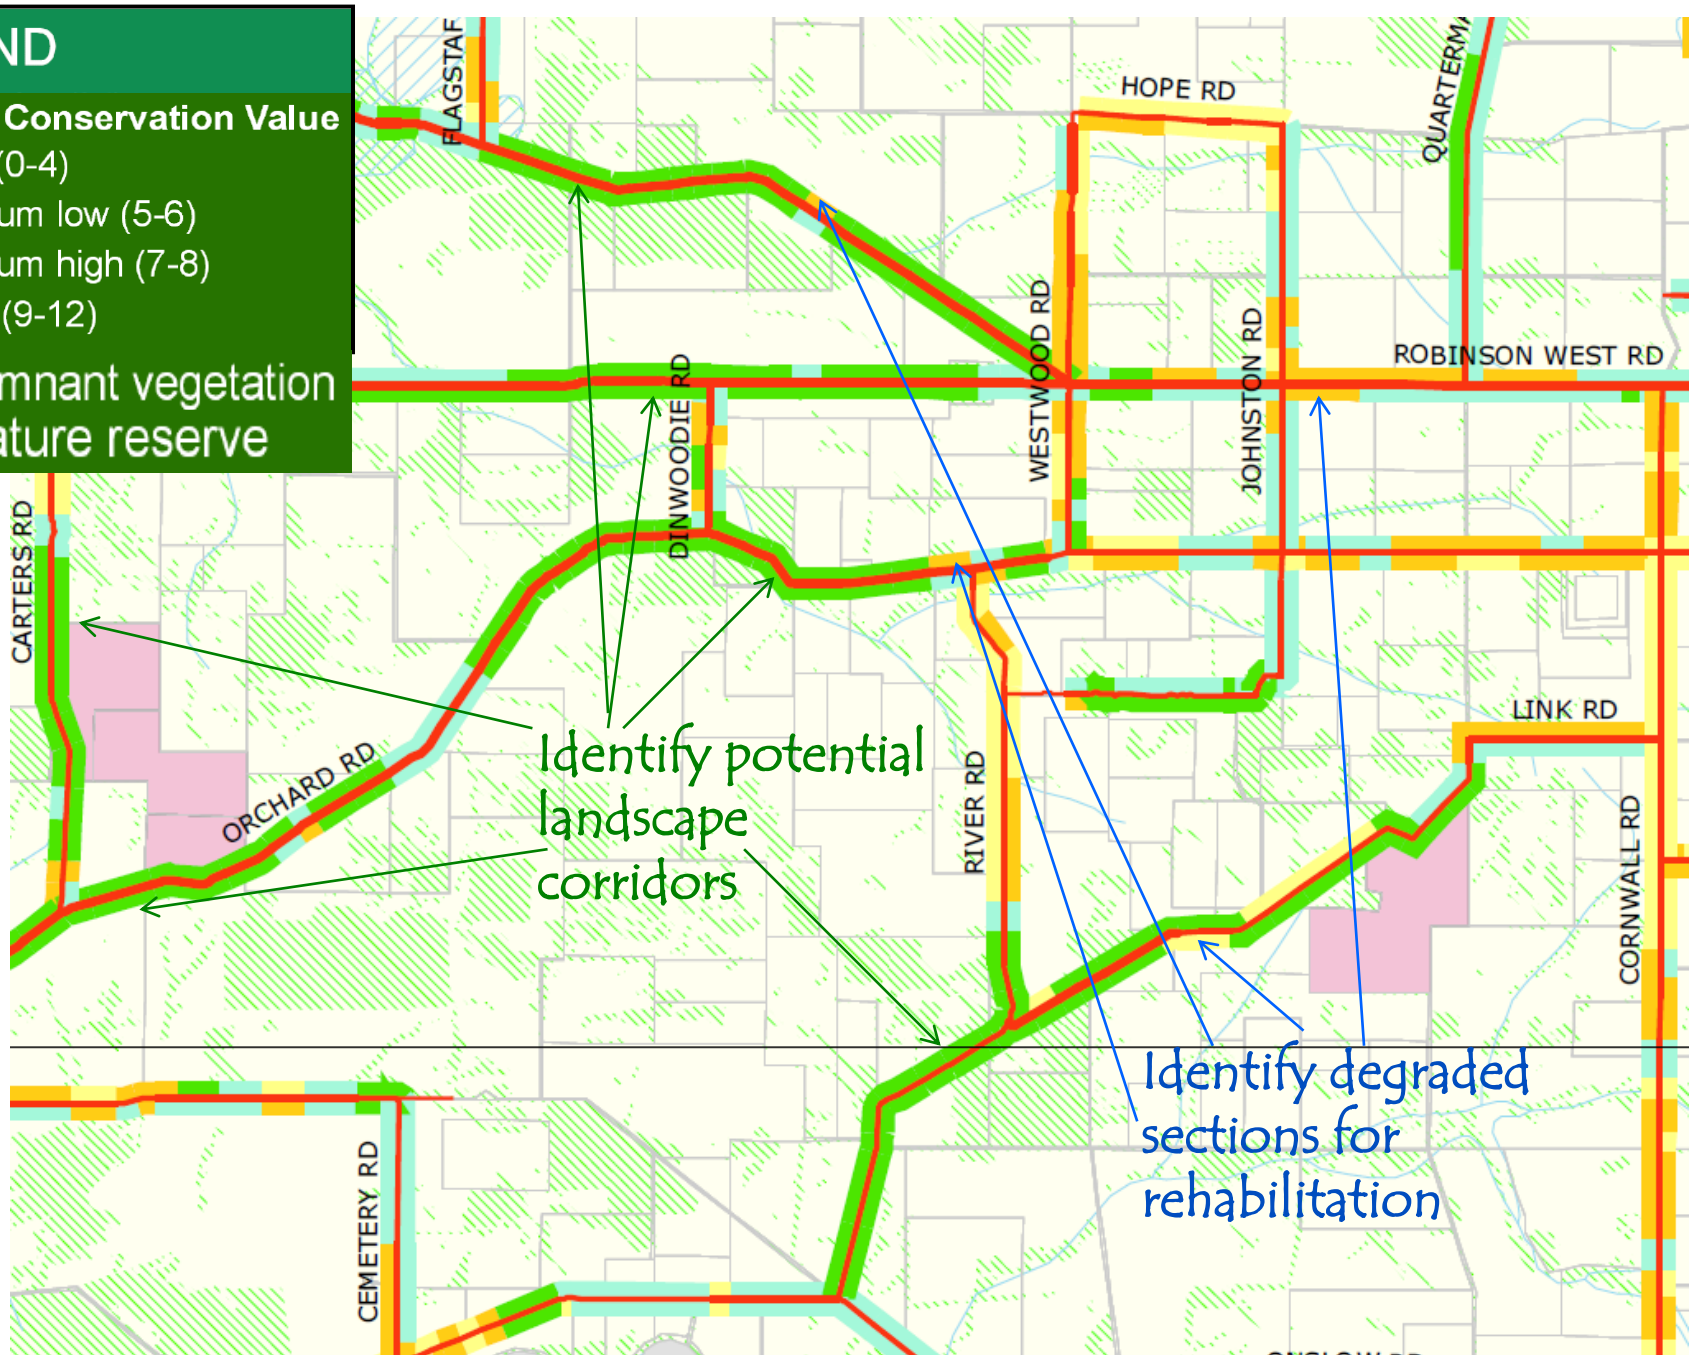 ND
Conservation Value
(0-4)
um low (5-6)
um high (7-8)
(9-12)
mnant vegetation
ature reserve
FLAGSTAF
HOPE RD
QUARTERMA
WESTWOOD RD
JOHNSTON RD
ROBINSON WEST RD
DINWOODIE RD
CARTERS RD
ORCHARD RD
RIVER RD
LINK RD
CORNWALL RD
CEMETERY RD
Identify potential
landscape
corridors
Identify degraded
sections for
rehabilitation